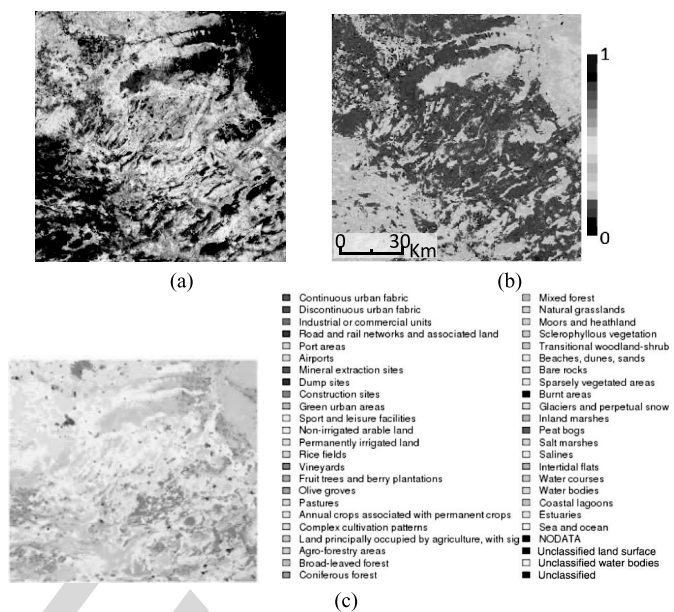 1
0
0 30
Km
(a)
(b)
Continuous urban fabric
Discontinuous urban fabric
Industrial or commercial units
Road and rail networks and associated land
Port areas
Airports
Mineral extraction sites
Dump sites
Construction sites
Green urban areas
Sport and leisure facilities
Non-irrigated arable land
Permanently irrigated land
Rice fields
Vineyards
Fruit trees and berry plantations
Olive groves
Pastures
Annual crops associated with permanent crops
Complex cultivation patterns
Land principally occupied by agriculture, with sig
Agro-forestry areas
Broad-leaved forest
Coniferous forest
Mixed forest
Natural grasslands
Moors and heathland
Sclerophyllous vegetation
Transitional woodland-shrub
Beaches, dunes, sands
Bare rocks
Sparsely vegetated areas
Burnt areas
Glaciers and perpetual snow
Inland marshes
Peat bogs
Salt marshes
Salines
Intertidal flats
Water courses
Water bodies
Coastal lagoons
Estuaries
Sea and ocean
NODATA
Unclassified land surface
Unclassified water bodies
Unclassified
(c)